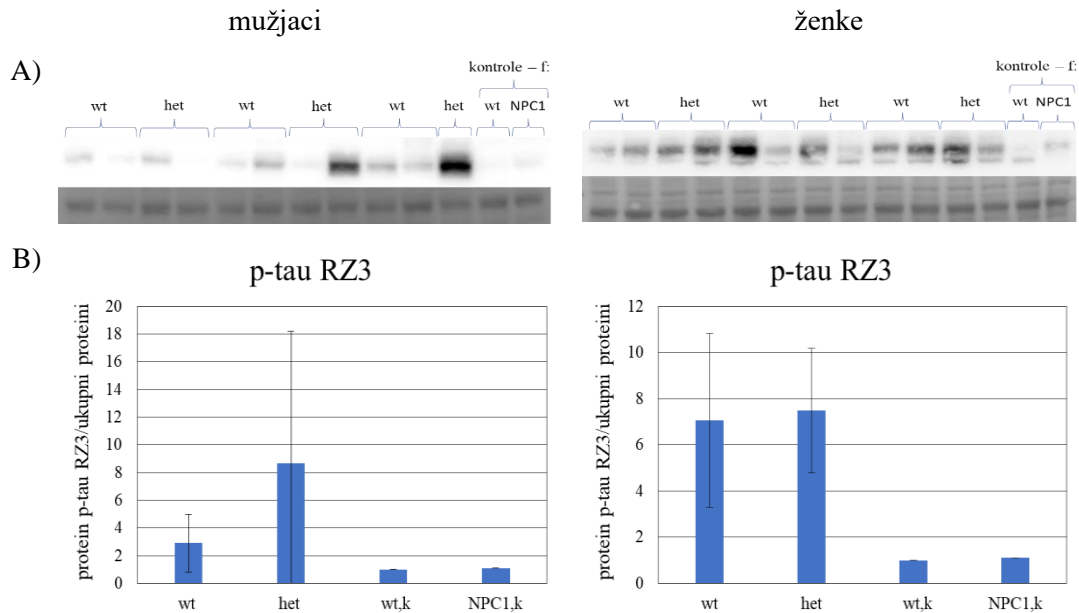 mužjaci
ženke
A)
kontrole – f:
wt het wt het wt het wt NPC1
kontrole – f:
wt het wt het wt het wt NPC1
B)
p-tau RZ3
protein p-tau RZ3/ukupni proteini
20
18
16
14
12
10
8
6
4
2
0
wt het wt,k NPC1,k
p-tau RZ3
protein p-tau RZ3/ukupni proteini
12
10
8
6
4
2
0
wt het wt,k NPC1,k